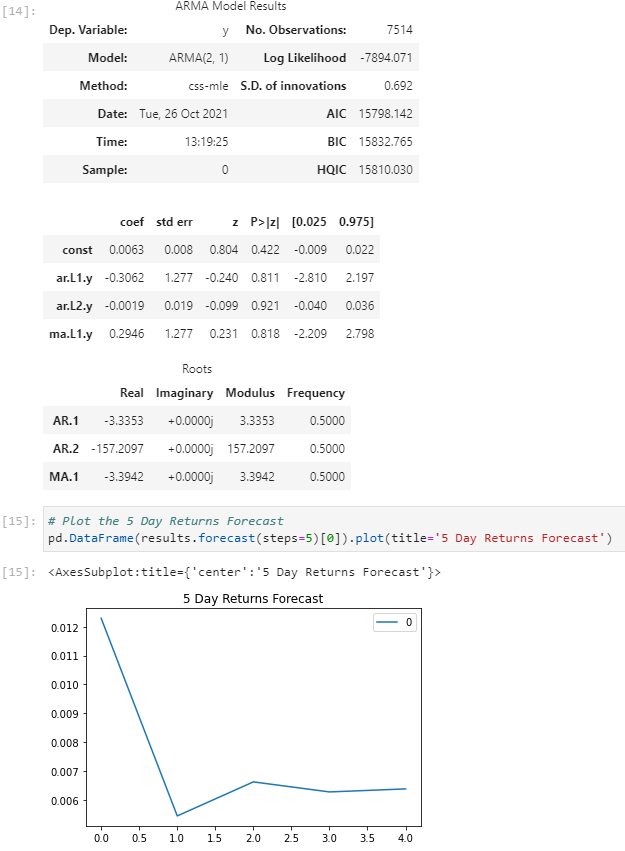 ARMA Model Results
[14]:
Dep. Variable: y No. Observations: 7514
Model: ARMA(2, 1) Log Likelihood -7894.071
Method: css-mle S.D. of innovations 0.692
Date: Tue, 26 Oct 2021 AIC 15798.142
Time: 13:19:25 BIC 15832.765
Sample: 0 HQIC 15810.030
coef std err z P>|z| [0.025 0.975]
const 0.0063 0.008 0.804 0.422 -0.009 0.022
ar.L1.y -0.3062 1.277 -0.240 0.811 -2.810 2.197
ar.L2.y -0.0019 0.019 -0.099 0.921 -0.040 0.036
ma.L1.y 0.2946 1.277 0.231 0.818 -2.209 2.798
Roots
Real Imaginary Modulus Frequency
AR.1 -3.3353 +0.0000j 3.3353 0.5000
AR.2 -157.2097 +0.0000j 157.2097 0.5000
MA.1 -3.3942 +0.0000j 3.3942 0.5000
[15]: # Plot the 5 Day Returns Forecast
pd.DataFrame(results.forecast(steps=5)[0]).plot(title='5 Day Returns Forecast')
[15]: <AxesSubplot:title={'center':'5 Day Returns Forecast'}>
5 Day Returns Forecast
0
0.012
0.011
0.010
0.009
0.008
0.007
0.006
0.0 0.5 1.0 1.5 2.0 2.5 3.0 3.5 4.0